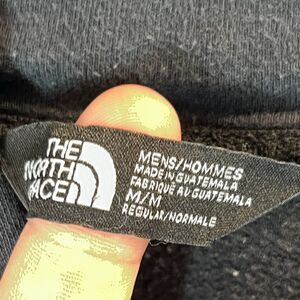 THE
NORTH
FACE
MENS/HOMMES
MADE IN GUATEMALA
FABRIQUÉ AU GUATEMALA
M/M
REGULAR/NORMALE